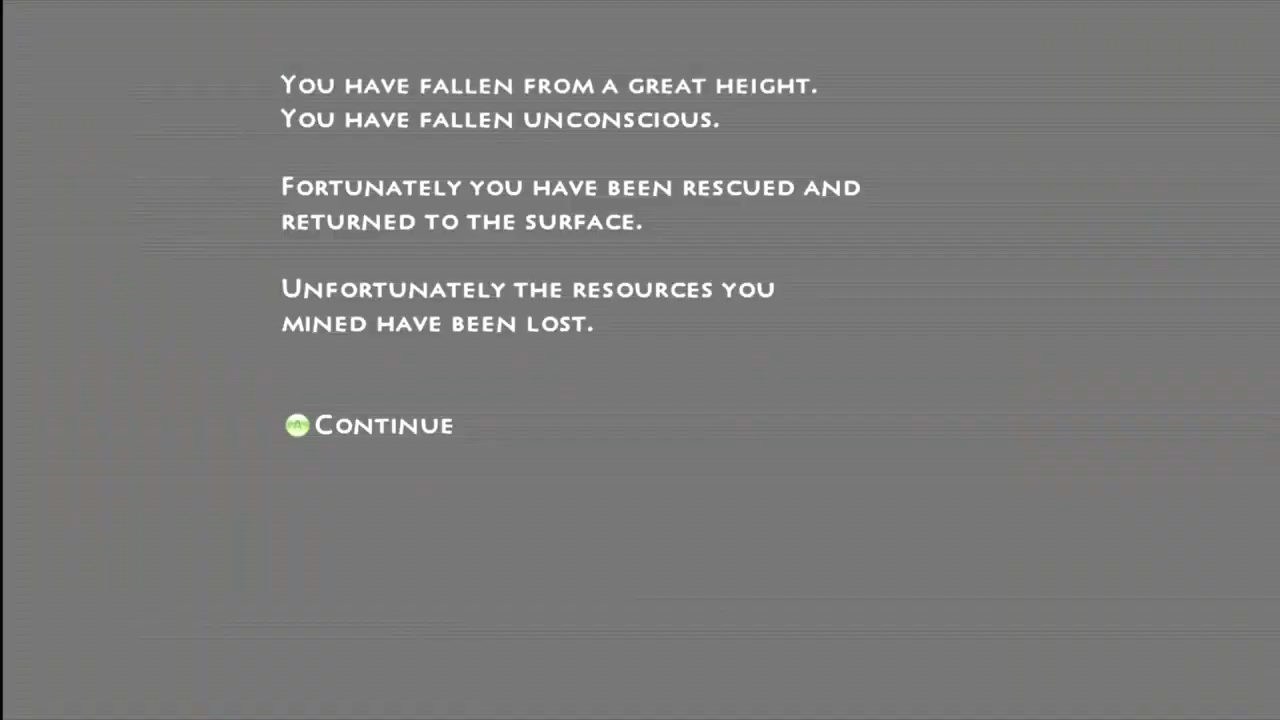 You have fallen from a great height.
You have fallen unconscious.
Fortunately you have been rescued and
returned to the surface.
Unfortunately the resources you
mined have been lost.
A Continue